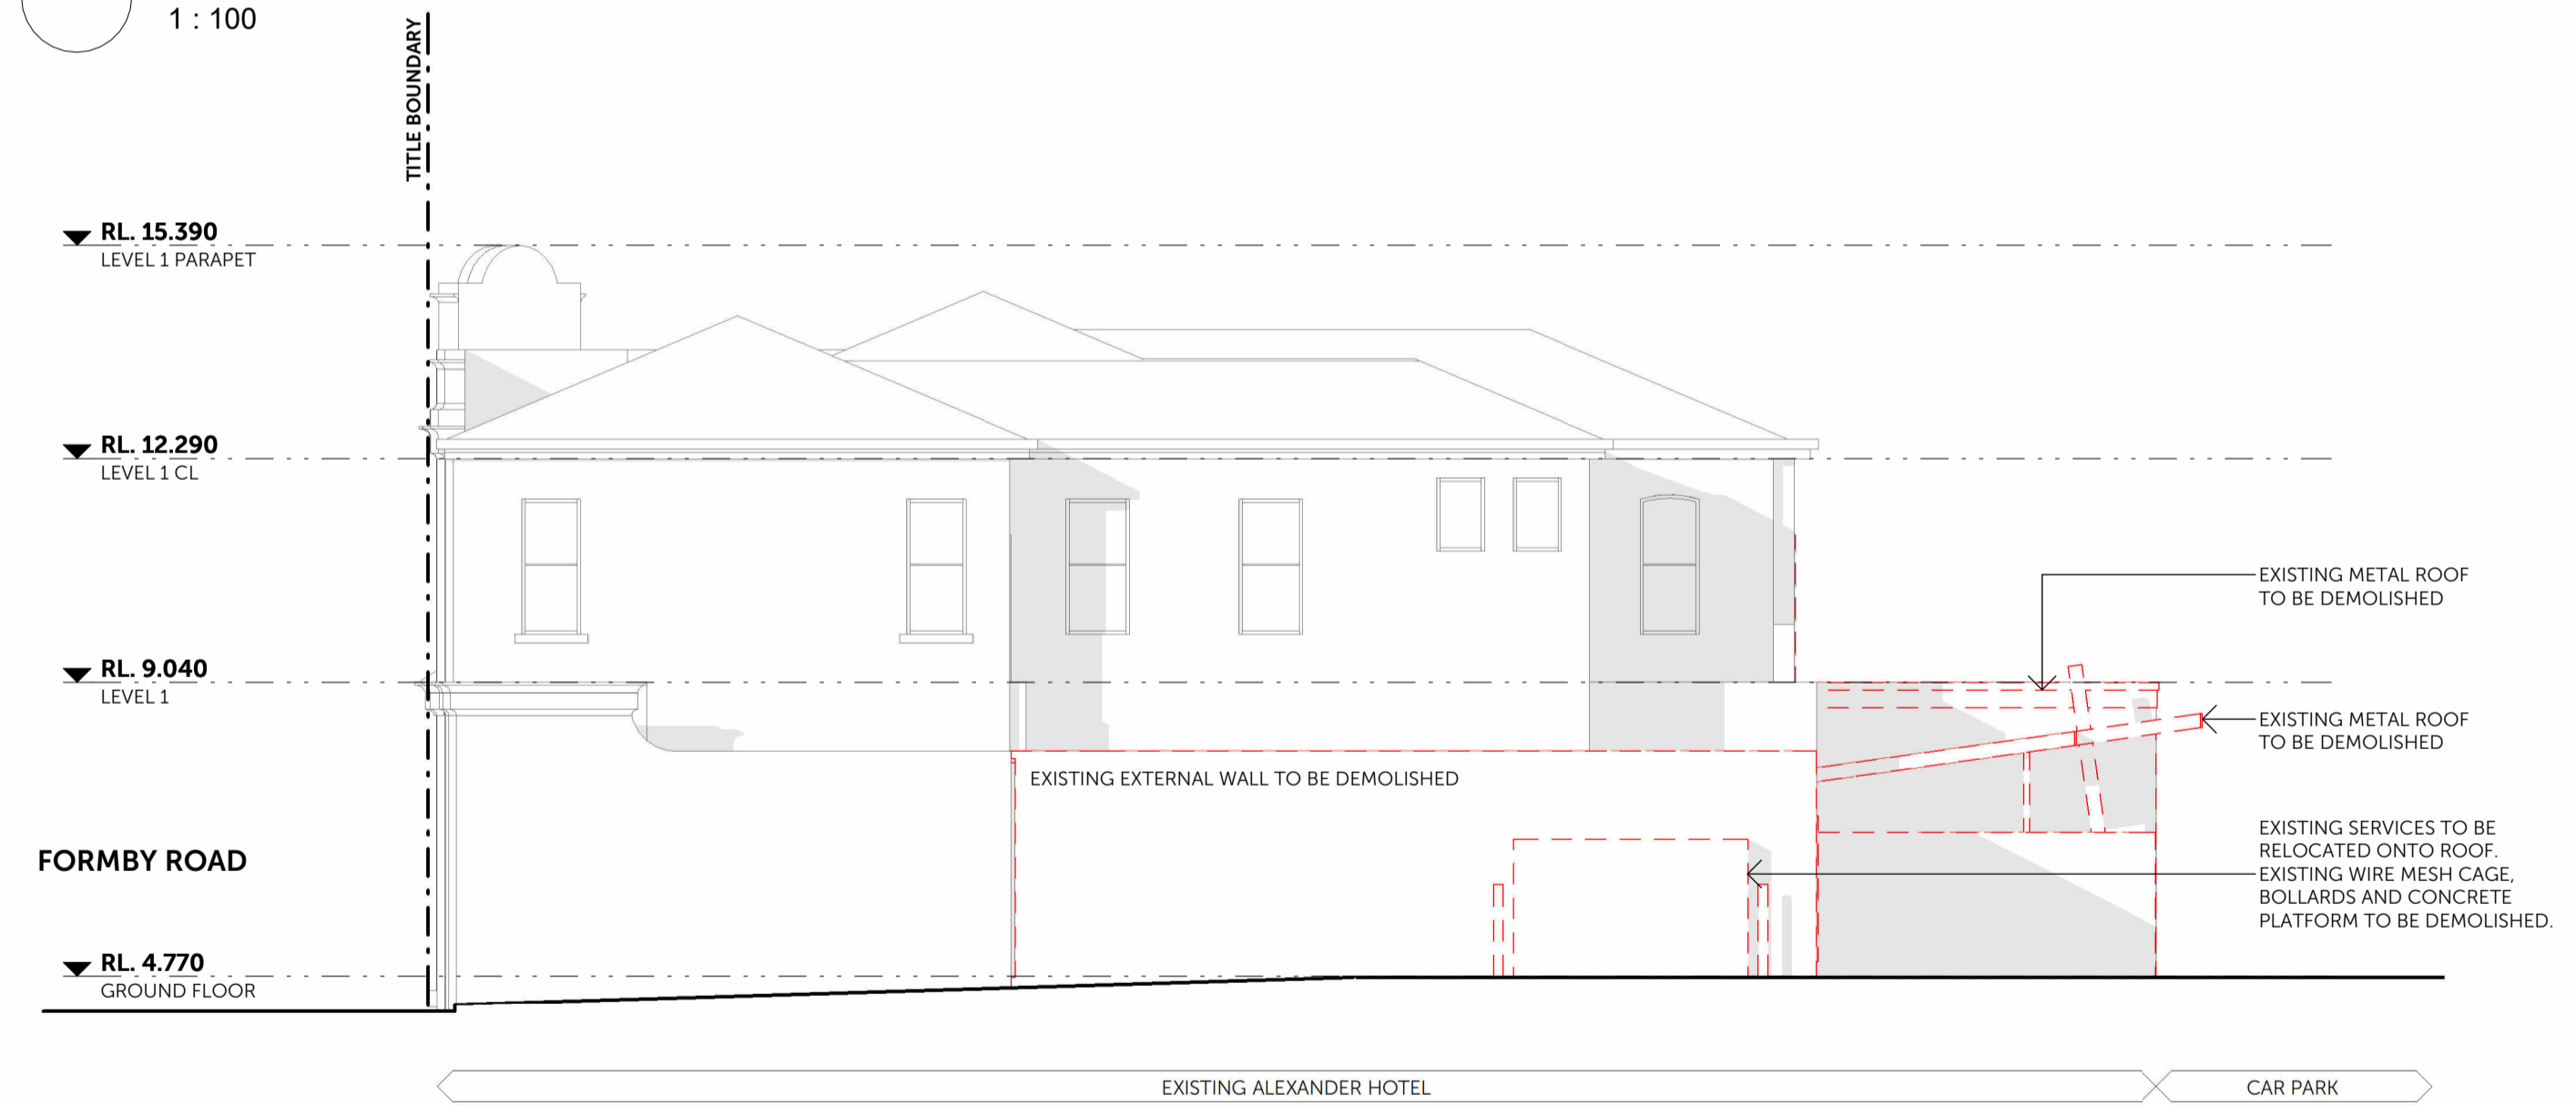 1 : 100
TITLE BOUNDARY
RL. 15.390
LEVEL 1 PARAPET
RL. 12.290
LEVEL 1 CL
RL. 9.040
LEVEL 1
EXISTING METAL ROOF
TO BE DEMOLISHED
EXISTING METAL ROOF
TO BE DEMOLISHED
EXISTING EXTERNAL WALL TO BE DEMOLISHED
EXISTING SERVICES TO BE
RELOCATED ONTO ROOF.
EXISTING WIRE MESH CAGE,
BOLLARDS AND CONCRETE
PLATFORM TO BE DEMOLISHED.
FORMBY ROAD
RL. 4.770
GROUND FLOOR
EXISTING ALEXANDER HOTEL
CAR PARK